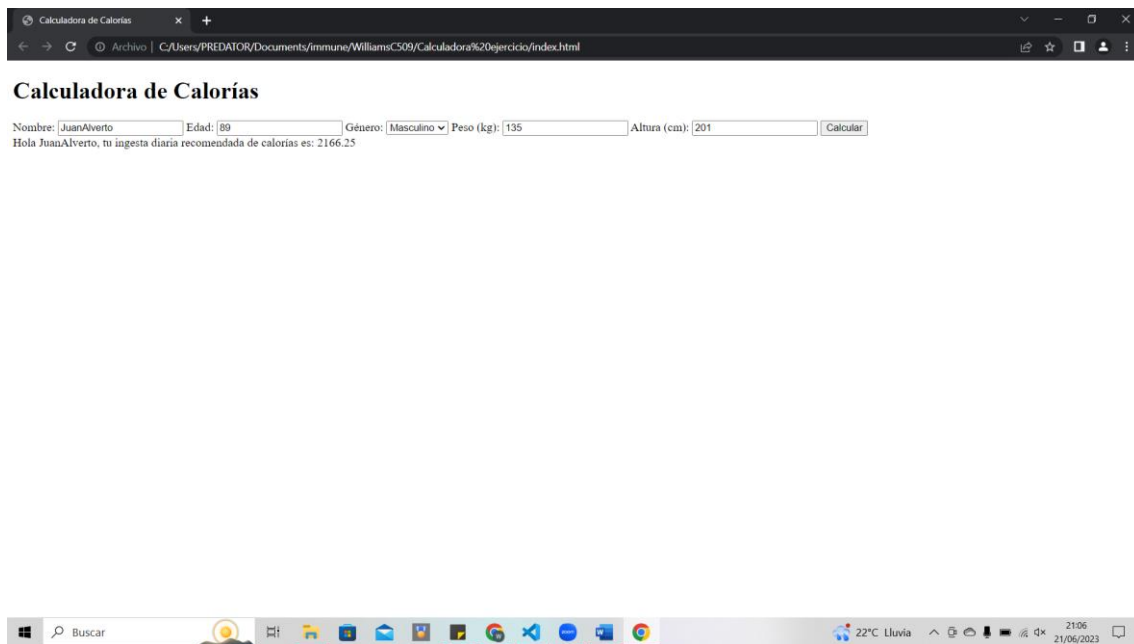 Calculadora de Calorías
Archivo | C:/Users/PREDATOR/Documents/immune/WilliamsC509/Calculadora%20ejercicio/index.html
Calculadora de Calorías
Nombre: JuanAlverto Edad: 89 Género: Masculino Peso (kg): 135 Altura (cm): 201 Calcular
Hola JuanAlverto, tu ingesta diaria recomendada de calorías es: 2166.25
Buscar 22°C Lluvia 21:06
21/06/2023